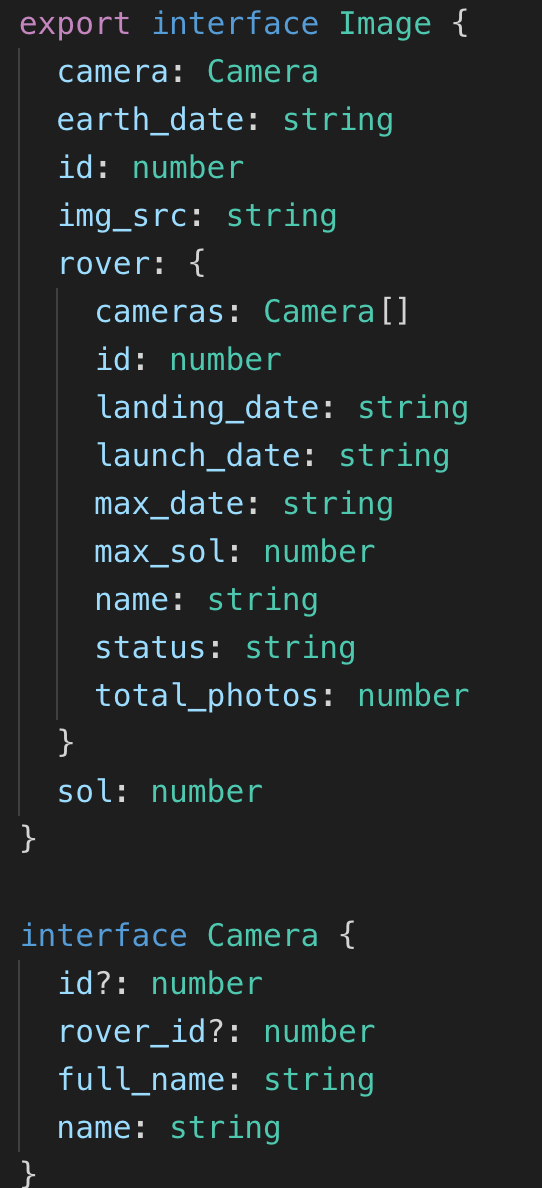 export interface Image {
  camera: Camera
  earth_date: string
  id: number
  img_src: string
  rover: {
    cameras: Camera[]
    id: number
    landing_date: string
    launch_date: string
    max_date: string
    max_sol: number
    name: string
    status: string
    total_photos: number
  }
  sol: number
}

interface Camera {
  id?: number
  rover_id?: number
  full_name: string
  name: string
}